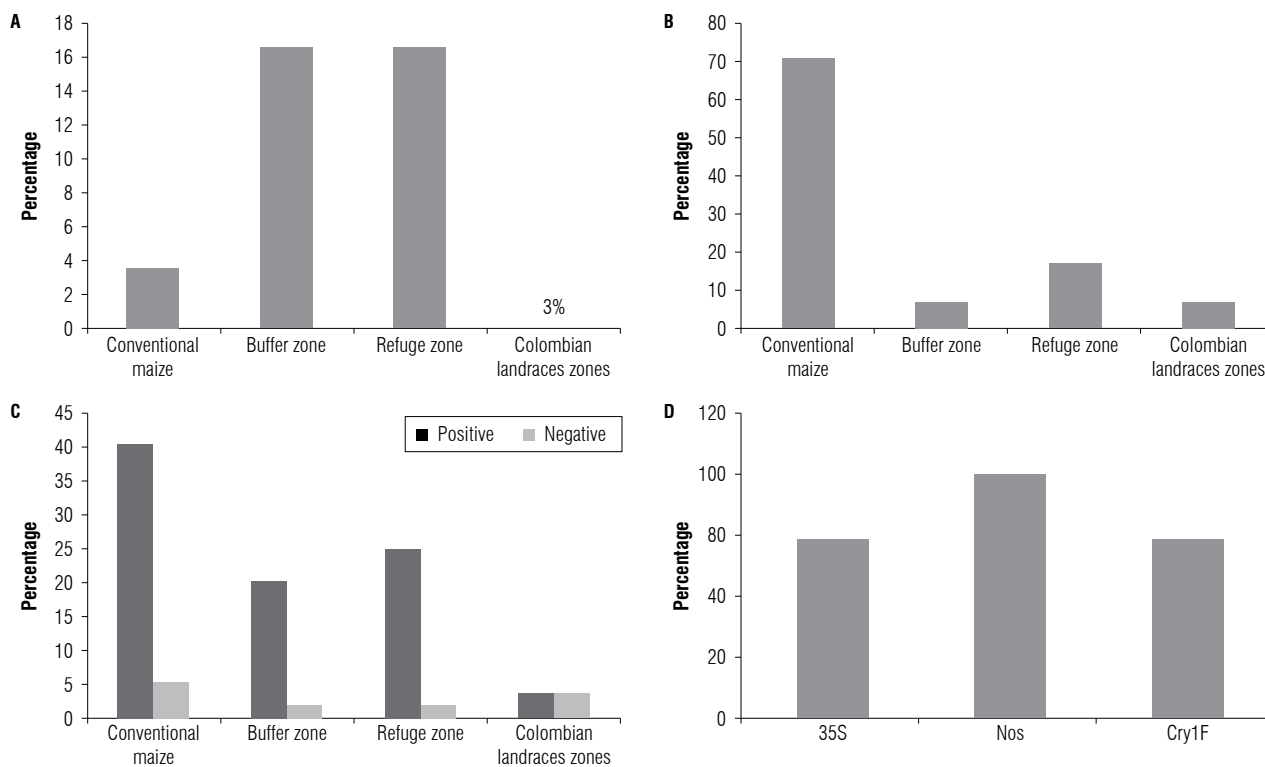 A
Percentage
18
16
14
12
10
8
6
4
2
0
3%
Conventional
maize
Buffer zone
Refuge zone
Colombian
landraces zones
B
Percentage
80
70
60
50
40
30
20
10
0
Conventional
maize
Buffer zone
Refuge zone
Colombian
landraces zones
C
Percentage
45
40
35
30
25
20
15
10
5
0
Positive Negative
Conventional
maize
Buffer zone
Refuge zone
Colombian
landraces zones
D
Percentage
120
100
80
60
40
20
0
35S
Nos
Cry1F